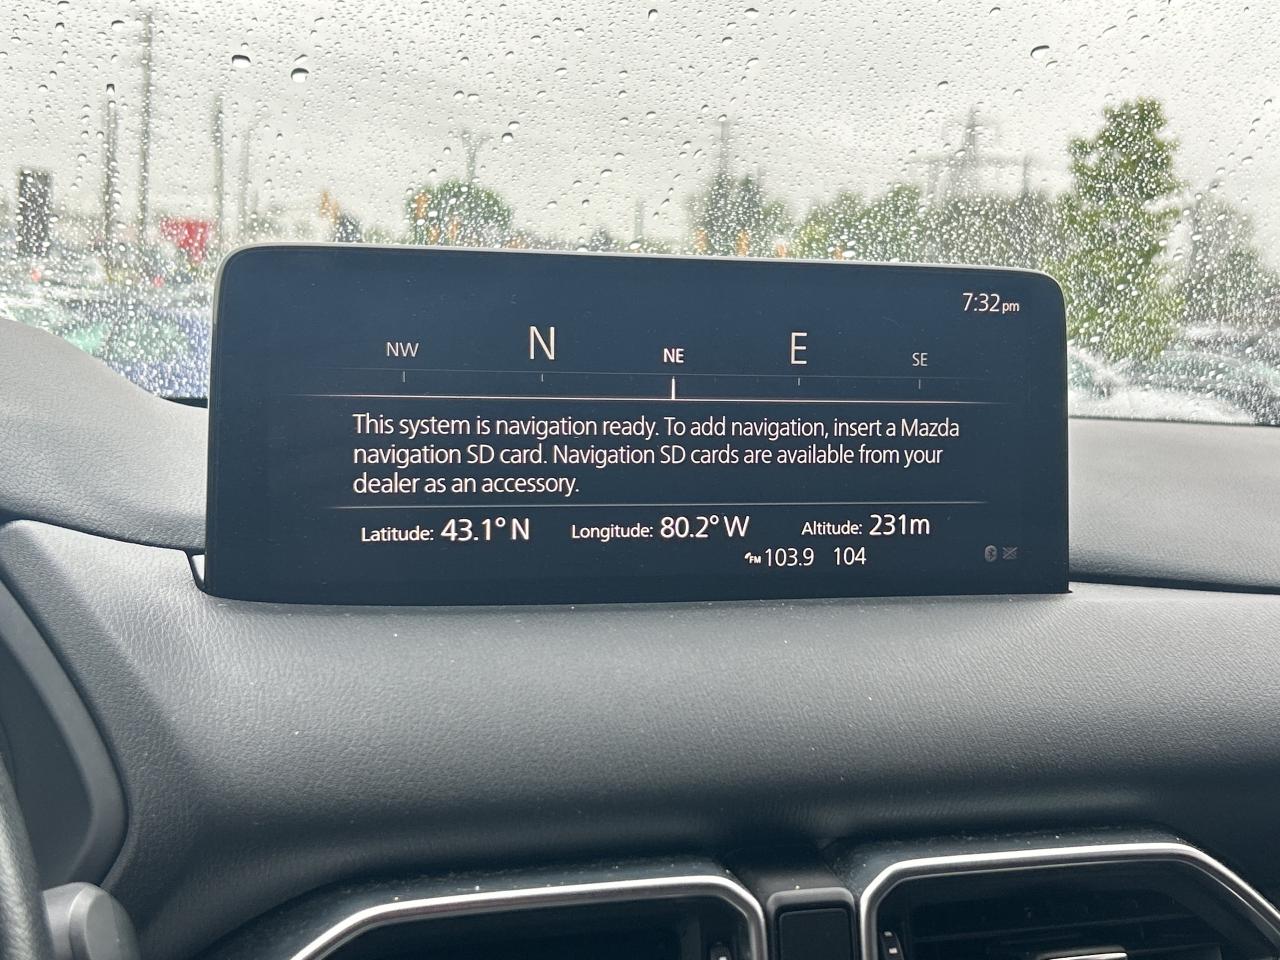 7:32pm
NW N NE E SE
This system is navigation ready. To add navigation, insert a Mazda
navigation SD card. Navigation SD cards are available from your
dealer as an accessory.
Latitude: 43.1° N Longitude: 80.2° W Altitude: 231m
FM 103.9 104